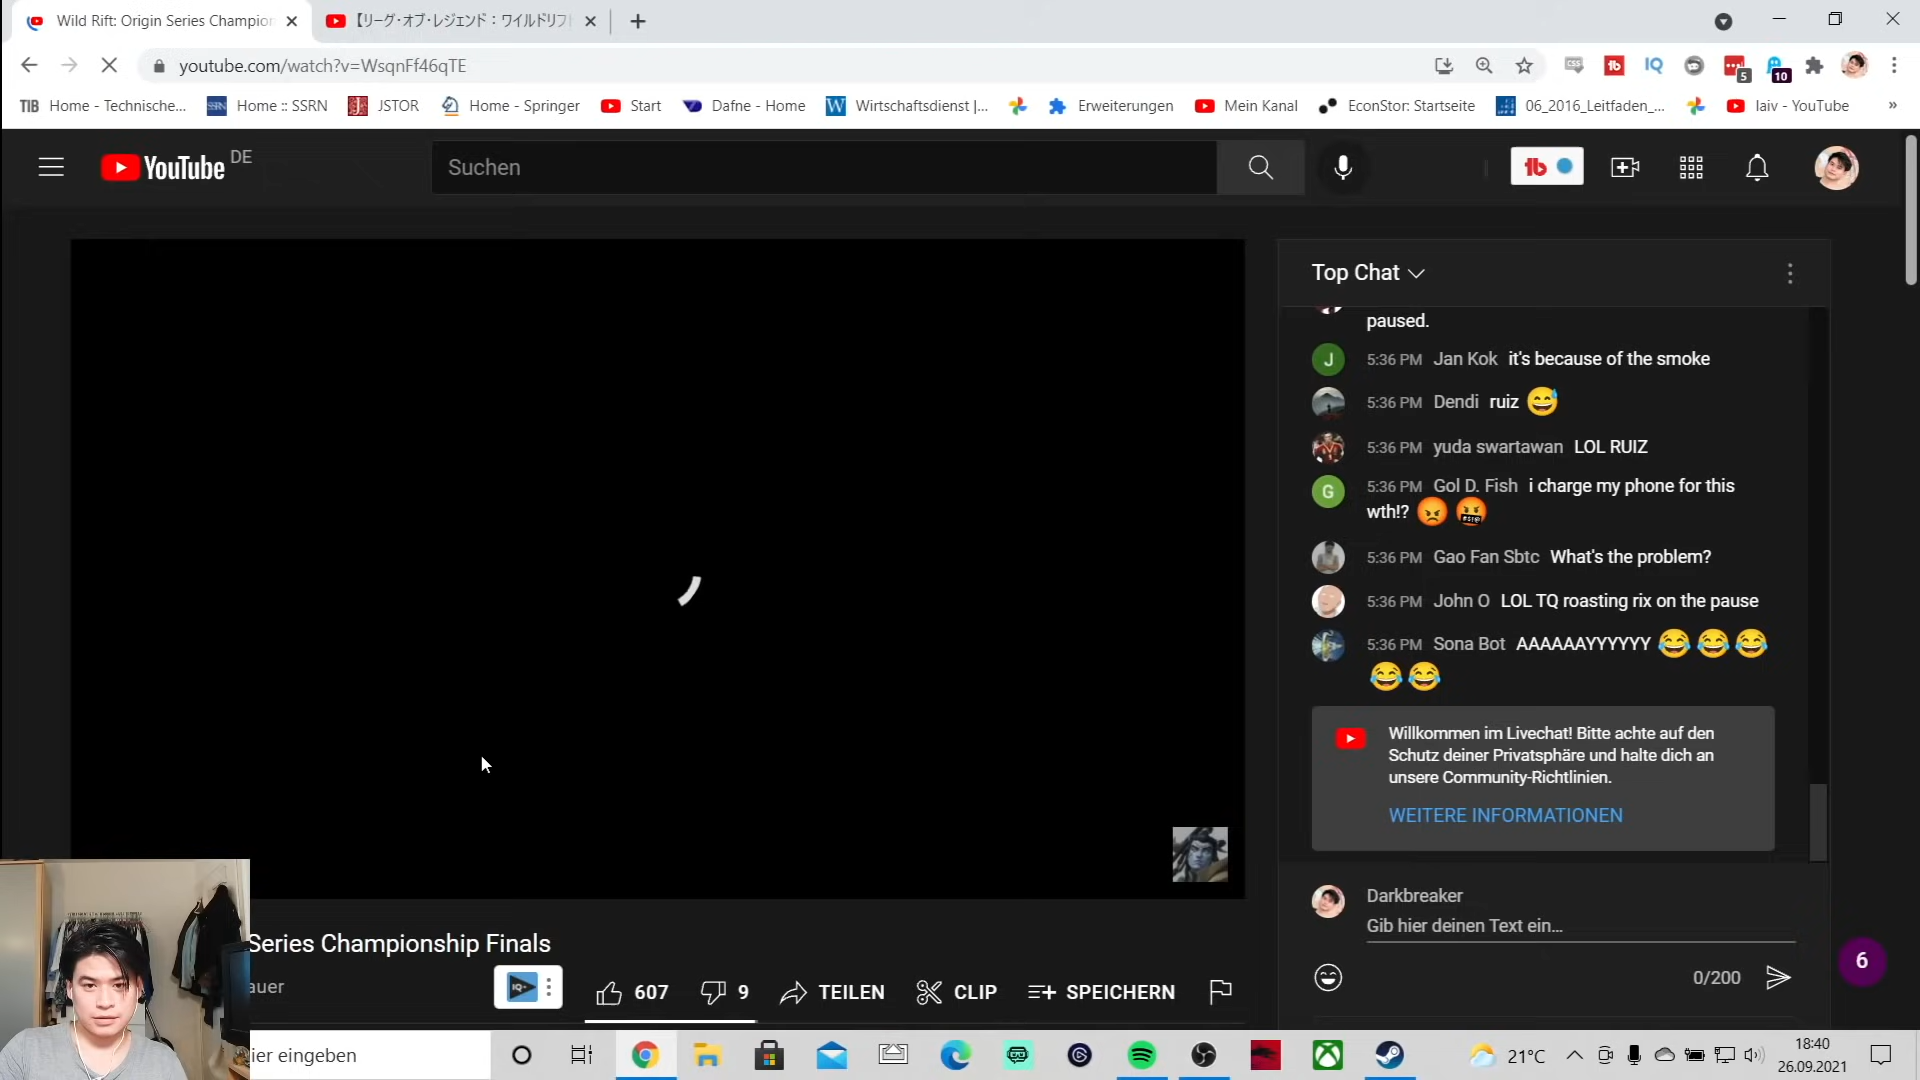 Wild Rift: Origin Series Champion
【リーグ・オブ・レジェンド：ワイルドリフト
youtube.com/watch?v=WsqnFf46qTE
5
10
TIB Home - Technische...
SSRN Home :: SSRN
JSTOR
Home - Springer
Start
Dafne - Home
W Wirtschaftsdienst |...
Erweiterungen
Mein Kanal
EconStor: Startseite
06_2016_Leitfaden_...
laiv - YouTube
»
YouTube DE
Suchen
tb
Top Chat
paused.
J 5:36 PM Jan Kok it's because of the smoke
5:36 PM Dendi ruiz 😅
5:36 PM yuda swartawan LOL RUIZ
G 5:36 PM Gol D. Fish i charge my phone for this
wth!? 😡 🤬
5:36 PM Gao Fan Sbtc What's the problem?
5:36 PM John O LOL TQ roasting rix on the pause
5:36 PM Sona Bot AAAAAAYYYYYY 😂 😂 😂
😂 😂
Willkommen im Livechat! Bitte achte auf den
Schutz deiner Privatsphäre und halte dich an
unsere Community-Richtlinien.
WEITERE INFORMATIONEN
Darkbreaker
Gib hier deinen Text ein...
0/200
6
Series Championship Finals
auer
IQ
607
9
TEILEN
CLIP
SPEICHERN
ier eingeben
21°C
18:40
26.09.2021